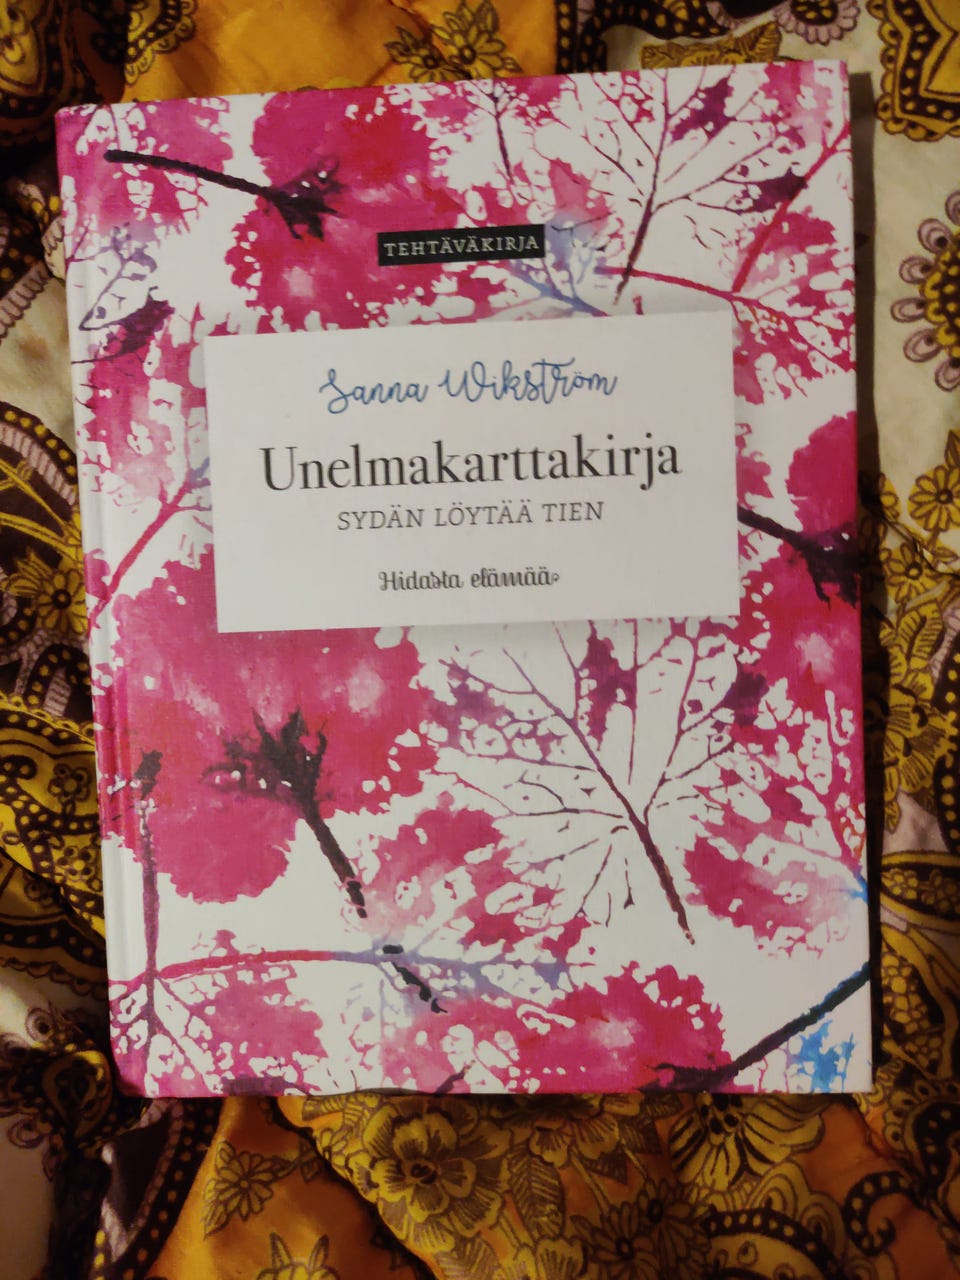 TEHTÄVÄKIRJA
Sanna Wikström
Unelmakarttakirja
SYDÄN LÖYTÄÄ TIEN
Hidasta elämää